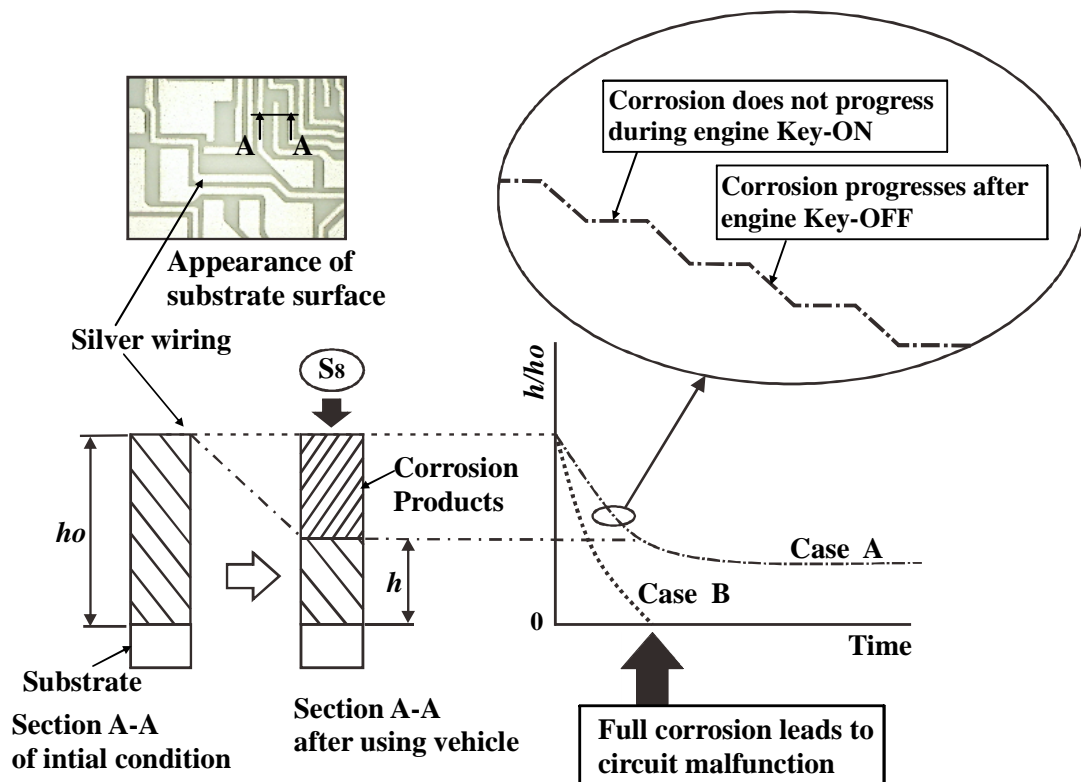 Corrosion does not progress
during engine Key-ON
Corrosion progresses after
engine Key-OFF
A A
Appearance of
substrate surface
Silver wiring
S8
h/ho
Corrosion
Products
ho
h
Case A
Case B
0
Time
Substrate
Section A-A
of intial condition
Section A-A
after using vehicle
Full corrosion leads to
circuit malfunction